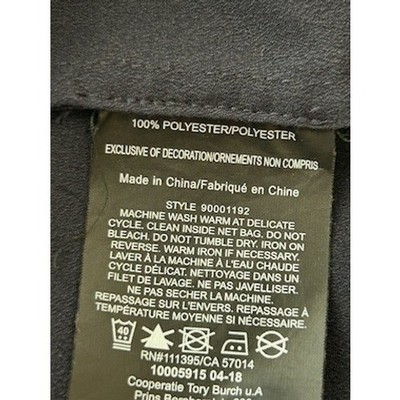 100% POLYESTER/POLYESTER
EXCLUSIVE OF DECORATION/ORNEMENTS NON COMPRIS
Made in China/Fabriqué en Chine
STYLE 90001192
MACHINE WASH WARM AT DELICATE
CYCLE. CLEAN INSIDE NET BAG. DO NOT
BLEACH. DO NOT TUMBLE DRY. IRON ON
REVERSE. WARM IRON IF NECESSARY.
LAVER À LA MACHINE À L'EAU CHAUDE
CYCLE DÉLICAT. NETTOYAGE DANS UN
FILET DE LAVAGE. NE PAS JAVELLISER.
NE PAS SECHER LA MACHINE.
REPASSAGE SUR L'ENVERS. REPASSAGE À
TEMPÉRATURE MOYENNE SI NÉCESSAIRE.
40
RN#111395/CA 57014
10005915 04-18
Cooperatie Tory Burch u.A
Prins